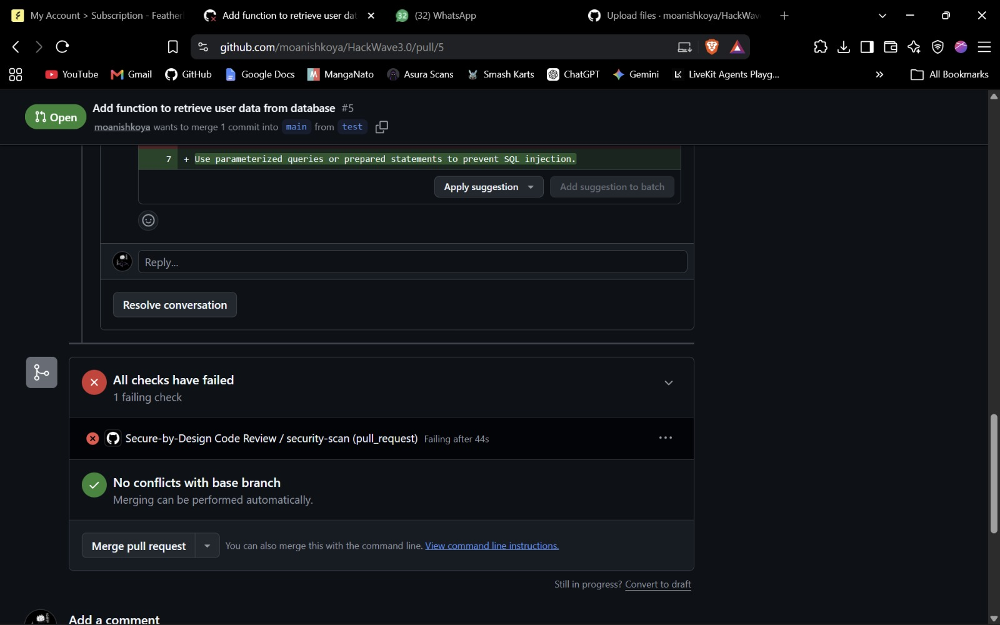 My Account > Subscription - Feather
Add function to retrieve user dat
32
(32) WhatsApp
Upload files · moanishkoya/HackWav
github.com/moanishkoya/HackWave3.0/pull/5
YouTube
Gmail
GitHub
Google Docs
MangaNato
Asura Scans
Smash Karts
ChatGPT
Gemini
LiveKit Agents Playg...
All Bookmarks
Open
Add function to retrieve user data from database #5
moanishkoya wants to merge 1 commit into main from test
7 + Use parameterized queries or prepared statements to prevent SQL injection.
Apply suggestion
Add suggestion to batch
Reply...
Resolve conversation
All checks have failed
1 failing check
Secure-by-Design Code Review / security-scan (pull_request) Failing after 44s
No conflicts with base branch
Merging can be performed automatically.
Merge pull request
You can also merge this with the command line. View command line instructions.
Still in progress? Convert to draft
Add a comment